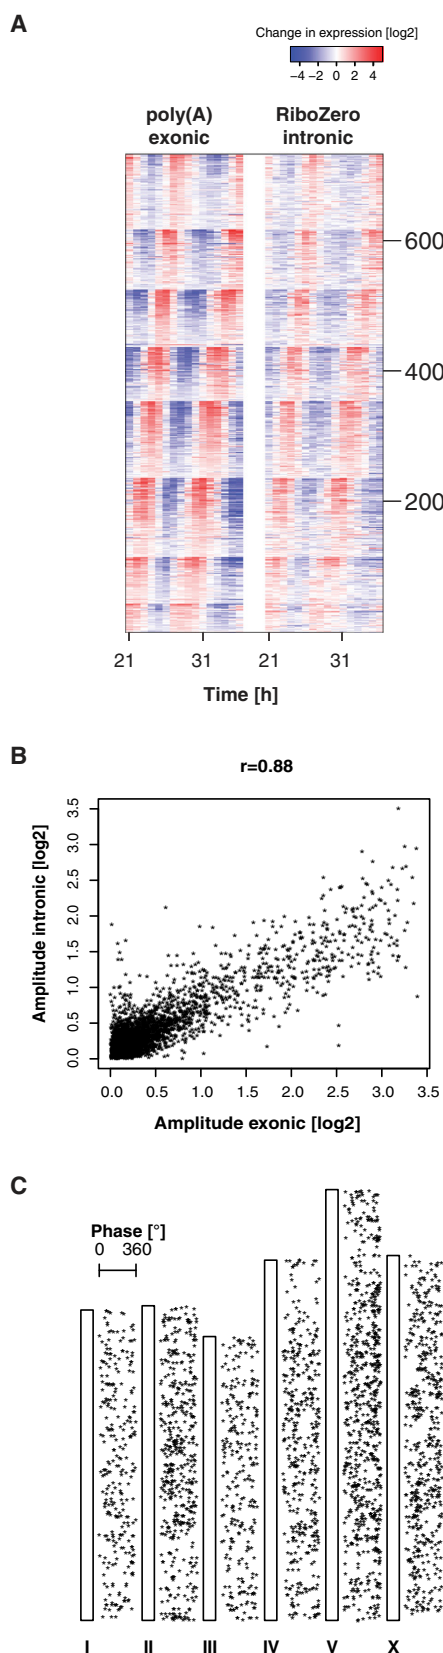 A
Change in expression [log2]
−4 −2 0 2 4
poly(A)
exonic
RiboZero
intronic
600
400
200
21 31 21 31
Time [h]
B
r=0.88
Amplitude intronic [log2]
3.5
3.0
2.5
2.0
1.5
1.0
0.5
0.0
0.0 0.5 1.0 1.5 2.0 2.5 3.0 3.5
Amplitude exonic [log2]
C
Phase [°]
0 360
I II III IV V X